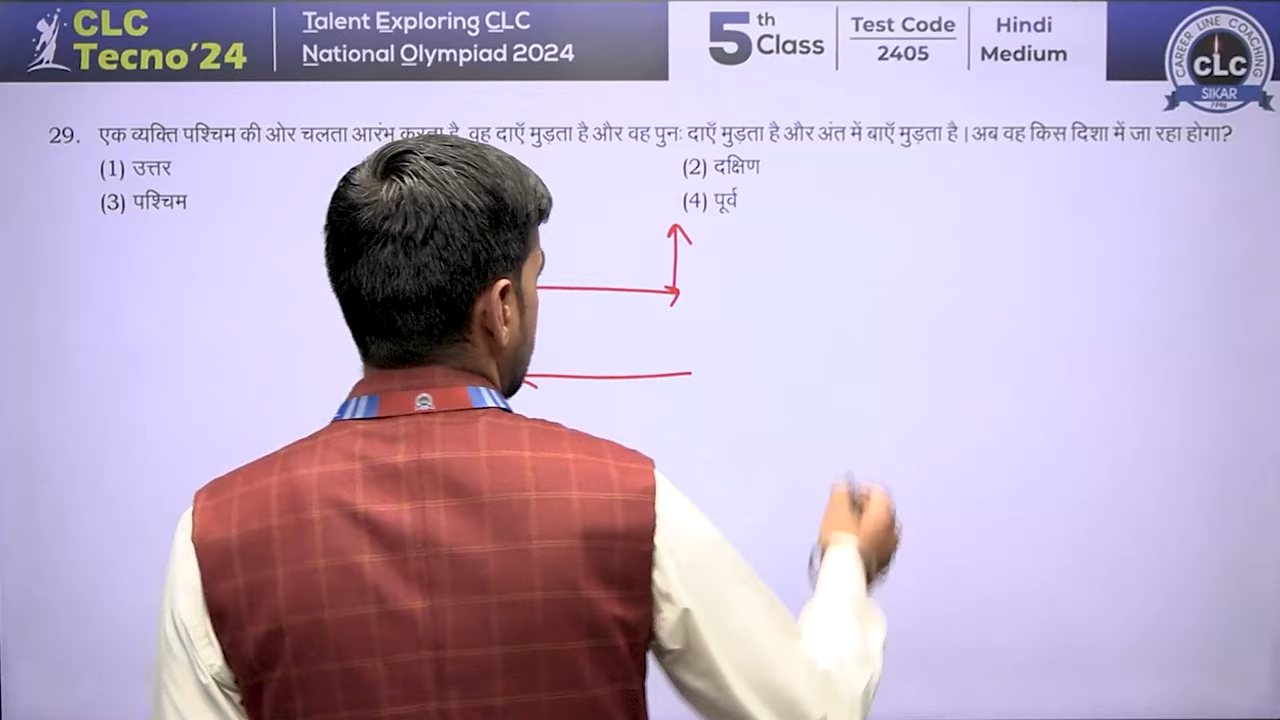 CLC
Tecno'24
Talent Exploring CLC
National Olympiad 2024
5th Class
Test Code
2405
Hindi
Medium
CAREER LINE COACHING
CLC
SIKAR
1996
29. एक व्यक्ति पश्चिम की ओर चलता आरंभ करता है, वह दाएँ मुड़ता है और वह पुनः दाएँ मुड़ता है और अंत में बाएँ मुड़ता है। अब वह किस दिशा में जा रहा होगा?
(1) उत्तर (2) दक्षिण
(3) पश्चिम (4) पूर्व